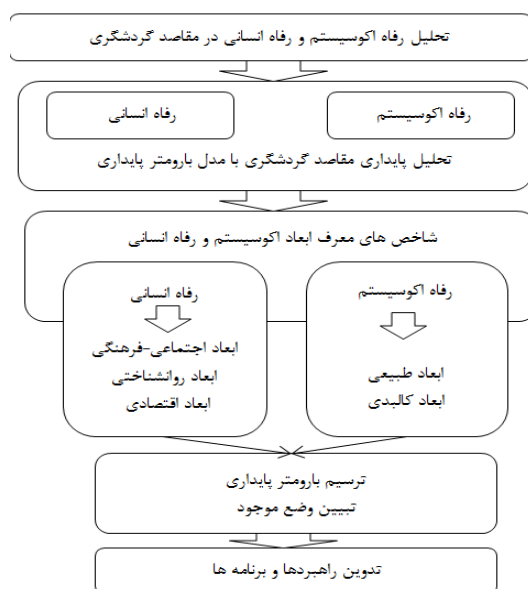 تحلیل رفاه اکوسیستم و رفاه انسانی در مقاصد گردشگری
رفاه اکوسیستم
رفاه انسانی
تحلیل پایداری مقاصد گردشگری با مدل بارومتر پایداری
شاخص های معرف ابعاد اکوسیستم و رفاه انسانی
رفاه اکوسیستم
ابعاد طبیعی
ابعاد کالبدی
رفاه انسانی
ابعاد اجتماعی-فرهنگی
ابعاد روانشناختی
ابعاد اقتصادی
ترسیم بارومتر پایداری
تبیین وضع موجود
تدوین راهبردها و برنامه ها